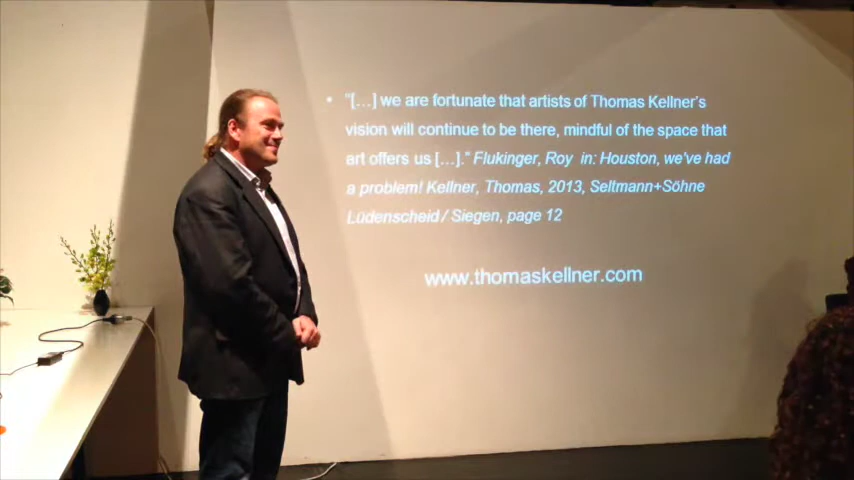 • "[...] we are fortunate that artists of Thomas Kellner's
vision will continue to be there, mindful of the space that
art offers us [...]." Flukinger, Roy in: Houston, we've had
a problem! Kellner, Thomas, 2013, Seltmann+Söhne
Lüdenscheid / Siegen, page 12
www.thomaskellner.com